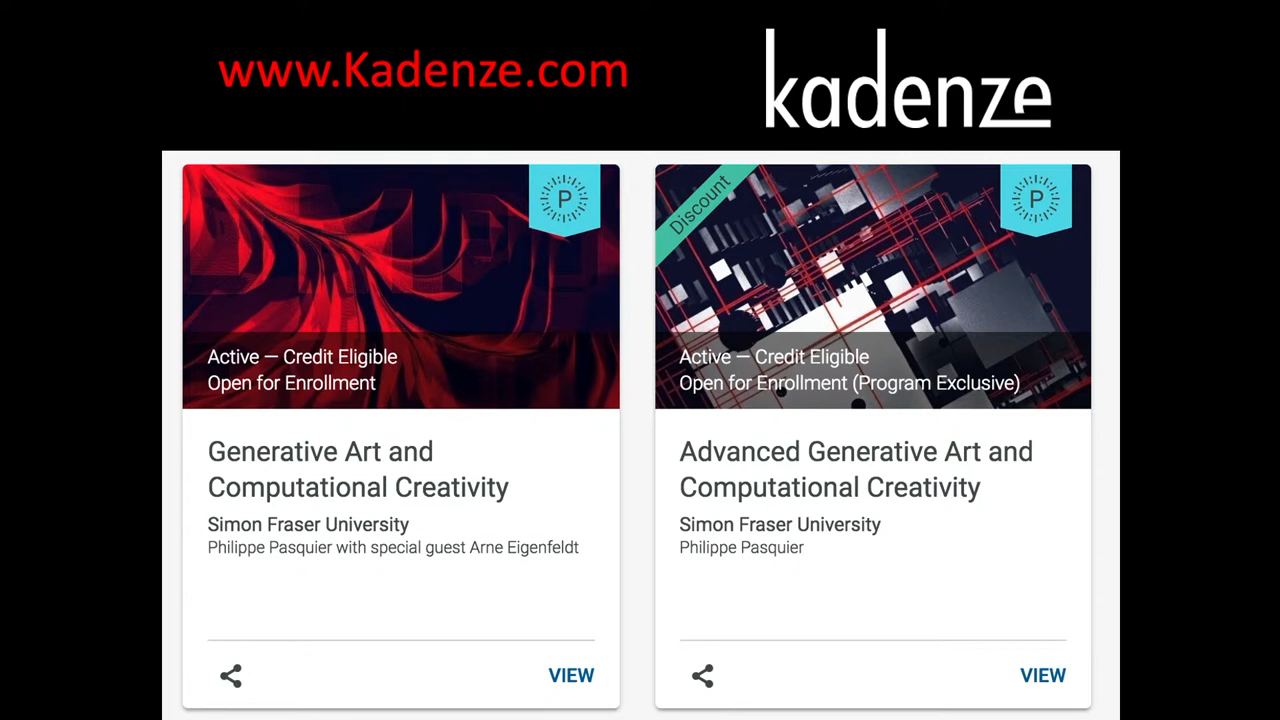 www.Kadenze.com
kadenze
P
Discount
P
Active — Credit Eligible
Open for Enrollment
Active — Credit Eligible
Open for Enrollment (Program Exclusive)
Generative Art and
Computational Creativity
Simon Fraser University
Philippe Pasquier with special guest Arne Eigenfeldt
VIEW
Advanced Generative Art and
Computational Creativity
Simon Fraser University
Philippe Pasquier
VIEW